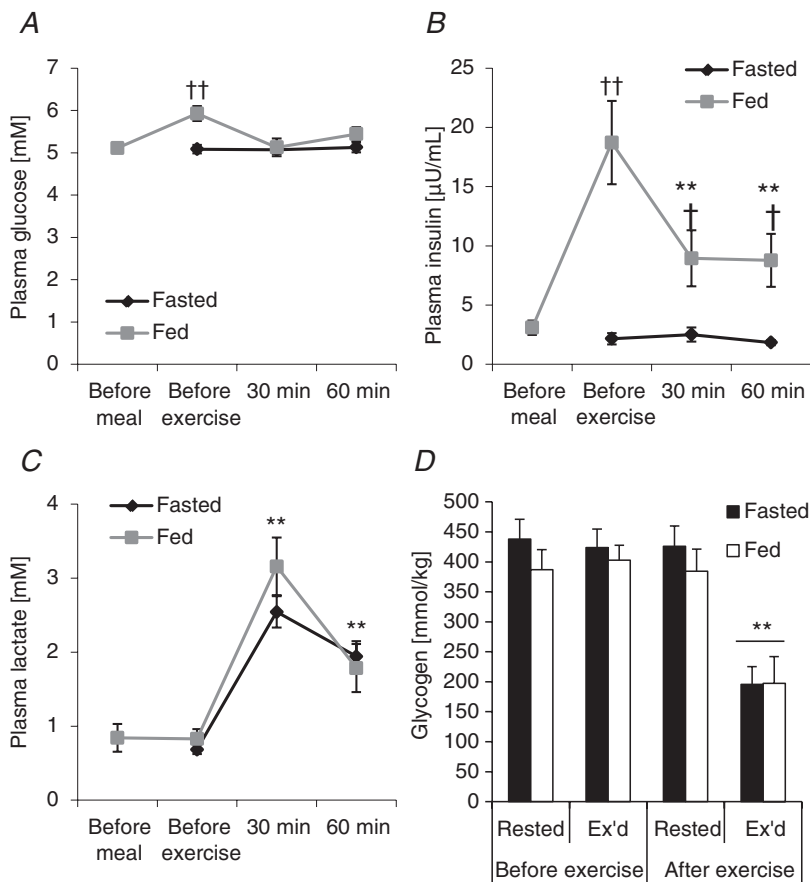 A
Plasma glucose [mM]
7
6
5
4
3
2
1
0
††
Fasted
Fed
Before meal
Before exercise
30 min
60 min
B
Plasma insulin [µU/mL]
25
20
15
10
5
0
††
**
†
**
†
Fasted
Fed
Before meal
Before exercise
30 min
60 min
C
Plasma lactate [mM]
4
3
2
1
0
Fasted
Fed
**
**
Before meal
Before exercise
30 min
60 min
D
Glycogen [mmol/kg]
500
450
400
350
300
250
200
150
100
50
0
Fasted
Fed
**
Rested
Ex'd
Rested
Ex'd
Before exercise
After exercise